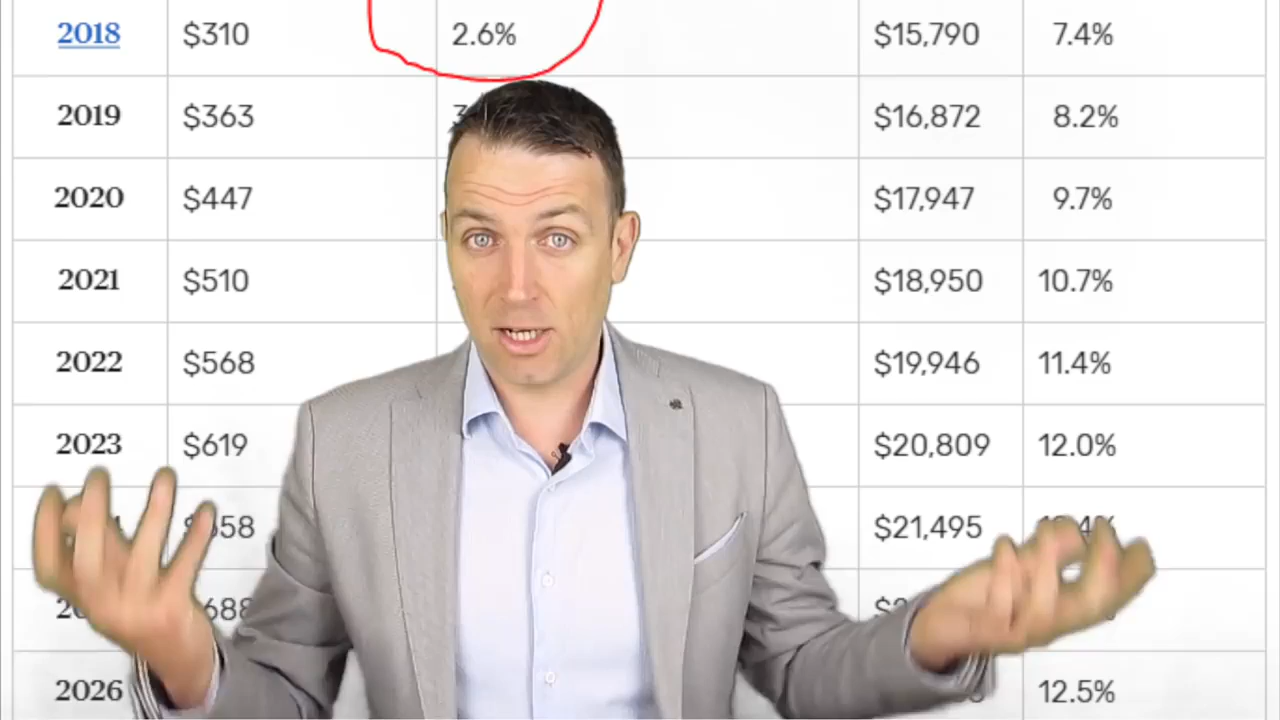 2018 $310 2.6% $15,790 7.4%
2019 $363 $16,872 8.2%
2020 $447 $17,947 9.7%
2021 $510 $18,950 10.7%
2022 $568 $19,946 11.4%
2023 $619 $20,809 12.0%
$21,495
2026 12.5%